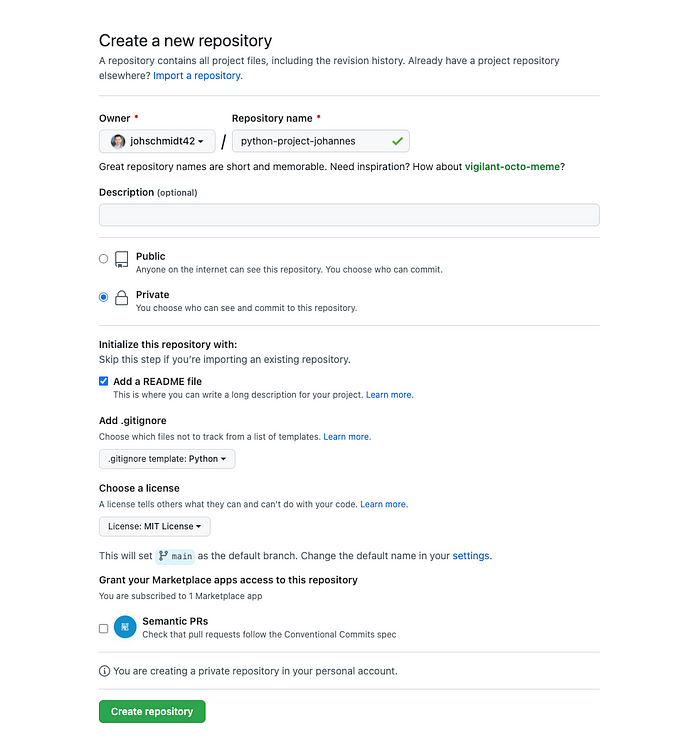 Create a new repository
A repository contains all project files, including the revision history. Already have a project repository
elsewhere? Import a repository.
Owner *
Repository name *
johschmidt42 / python-project-johannes
Great repository names are short and memorable. Need inspiration? How about vigilant-octo-meme?
Description (optional)
Public
Anyone on the internet can see this repository. You choose who can commit.
Private
You choose who can see and commit to this repository.
Initialize this repository with:
Skip this step if you're importing an existing repository.
Add a README file
This is where you can write a long description for your project. Learn more.
Add .gitignore
Choose which files not to track from a list of templates. Learn more.
.gitignore template: Python
Choose a license
A license tells others what they can and can't do with your code. Learn more.
License: MIT License
This will set main as the default branch. Change the default name in your settings.
Grant your Marketplace apps access to this repository
You are subscribed to 1 Marketplace app
Semantic PRs
Check that pull requests follow the Conventional Commits spec
You are creating a private repository in your personal account.
Create repository